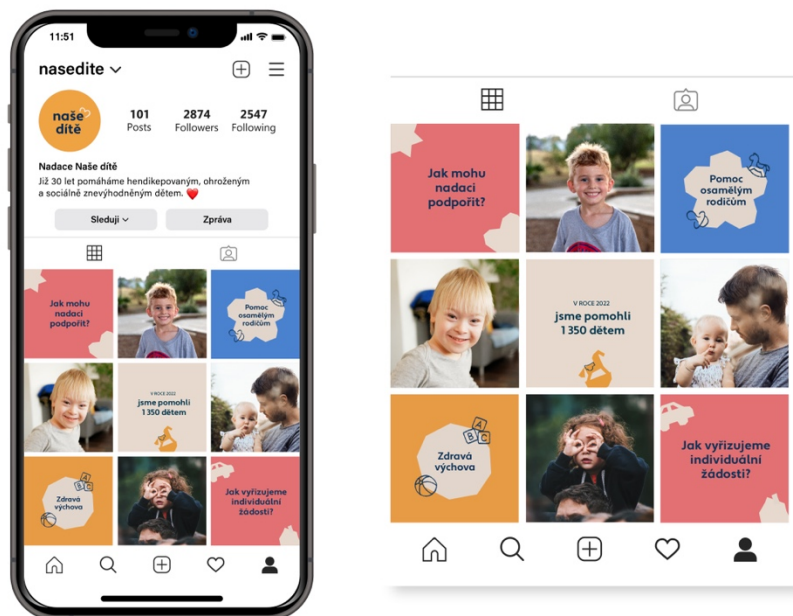 11:51
nasedite
naše
dítě
101 2874 2547
Posts Followers Following
Nadace Naše dítě
Již 30 let pomáháme hendikepovaným, ohroženým
a sociálně znevýhodněným dětem. ❤️
Sleduji Zpráva
Jak mohu
nadaci
podpořit?
Pomoc
osamělým
rodičům
V ROCE 2022
jsme pomohli
1 350 dětem
A
B C
Zdravá
výchova
Jak vyřizujeme
individuální
žádosti?
Jak mohu
nadaci
podpořit?
Pomoc
osamělým
rodičům
V ROCE 2022
jsme pomohli
1 350 dětem
A
B C
Zdravá
výchova
Jak vyřizujeme
individuální
žádosti?